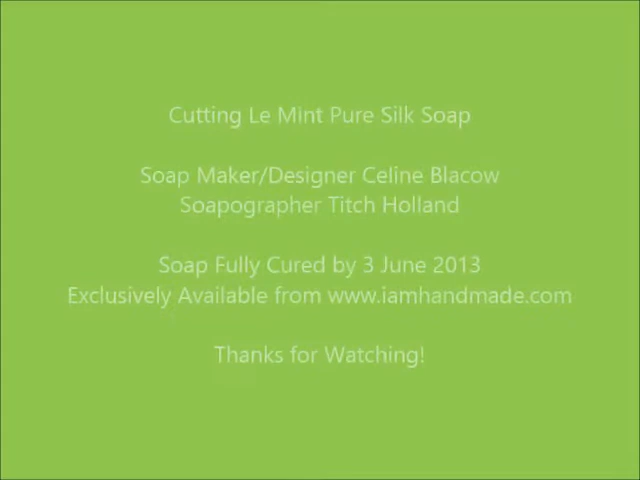 Cutting Le Mint Pure Silk Soap
Soap Maker/Designer Celine Blacow
Soapographer Titch Holland
Soap Fully Cured by 3 June 2013
Exclusively Available from www.iamhandmade.com
Thanks for Watching!